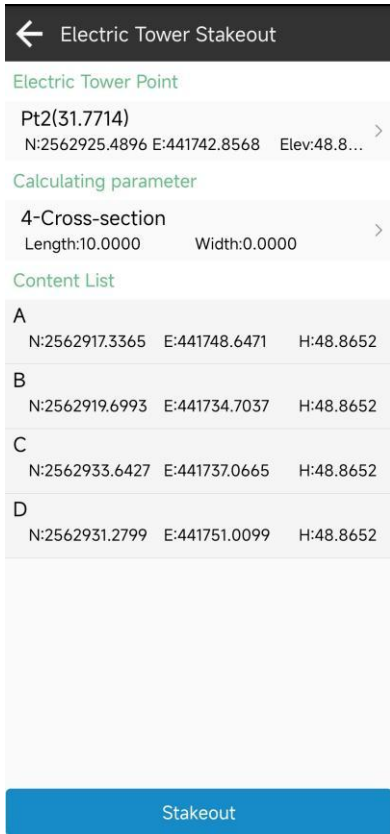 Electric Tower Stakeout
Electric Tower Point
Pt2(31.7714)
N:2562925.4896 E:441742.8568 Elev:48.8...
Calculating parameter
4-Cross-section
Length:10.0000 Width:0.0000
Content List
A
N:2562917.3365 E:441748.6471 H:48.8652
B
N:2562919.6993 E:441734.7037 H:48.8652
C
N:2562933.6427 E:441737.0665 H:48.8652
D
N:2562931.2799 E:441751.0099 H:48.8652
Stakeout